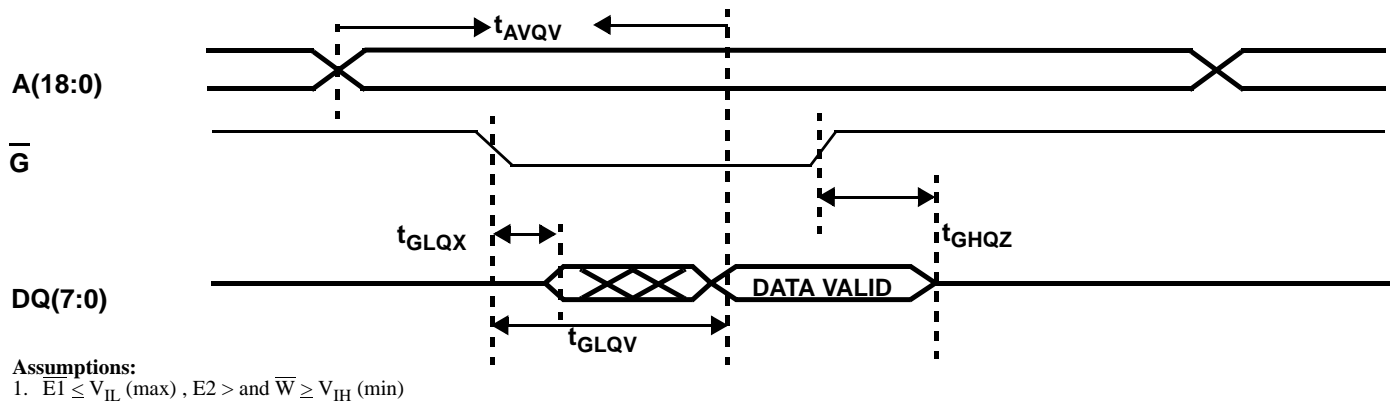 tAVQV
A(18:0)
G̅
tGLQX
tGHQZ
DQ(7:0)
DATA VALID
tGLQV
Assumptions:
1. E̅1̅ ≤ VIL (max) , E2 > and W̅ ≥ VIH (min)